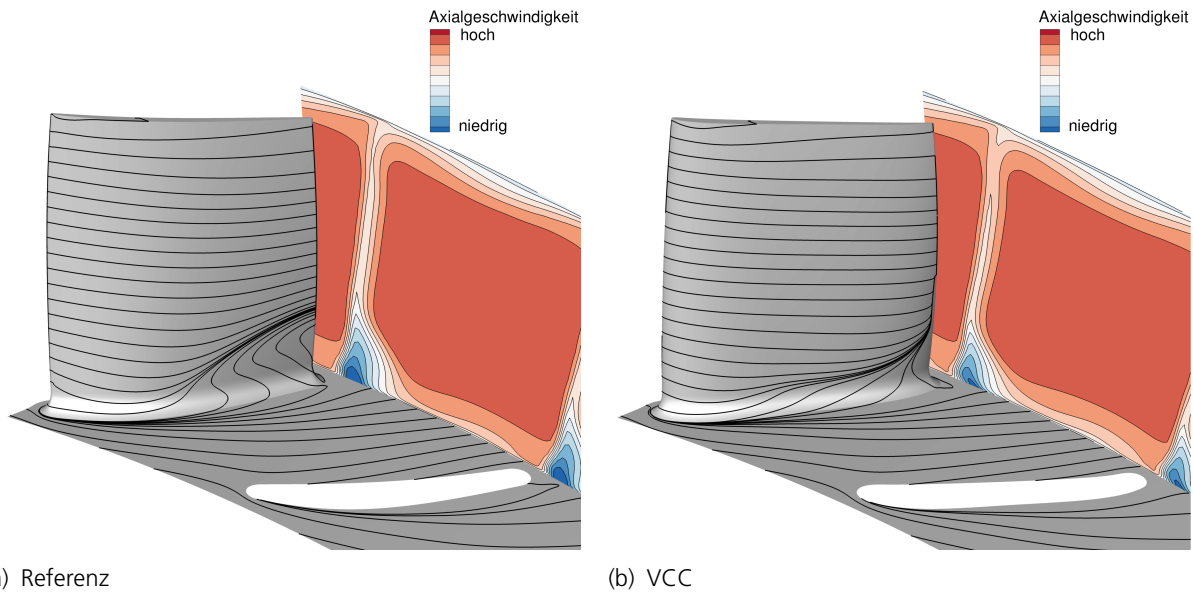 Axialgeschwindigkeit
hoch
niedrig
Axialgeschwindigkeit
hoch
niedrig
) Referenz
(b) VCC